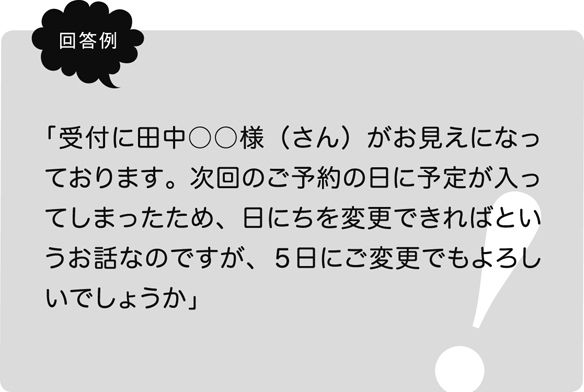 回答例
「受付に田中○○様（さん）がお見えになっ
ております。次回のご予約の日に予定が入っ
てしまったため、日にちを変更できればとい
うお話なのですが、５日にご変更でもよろし
いでしょうか」